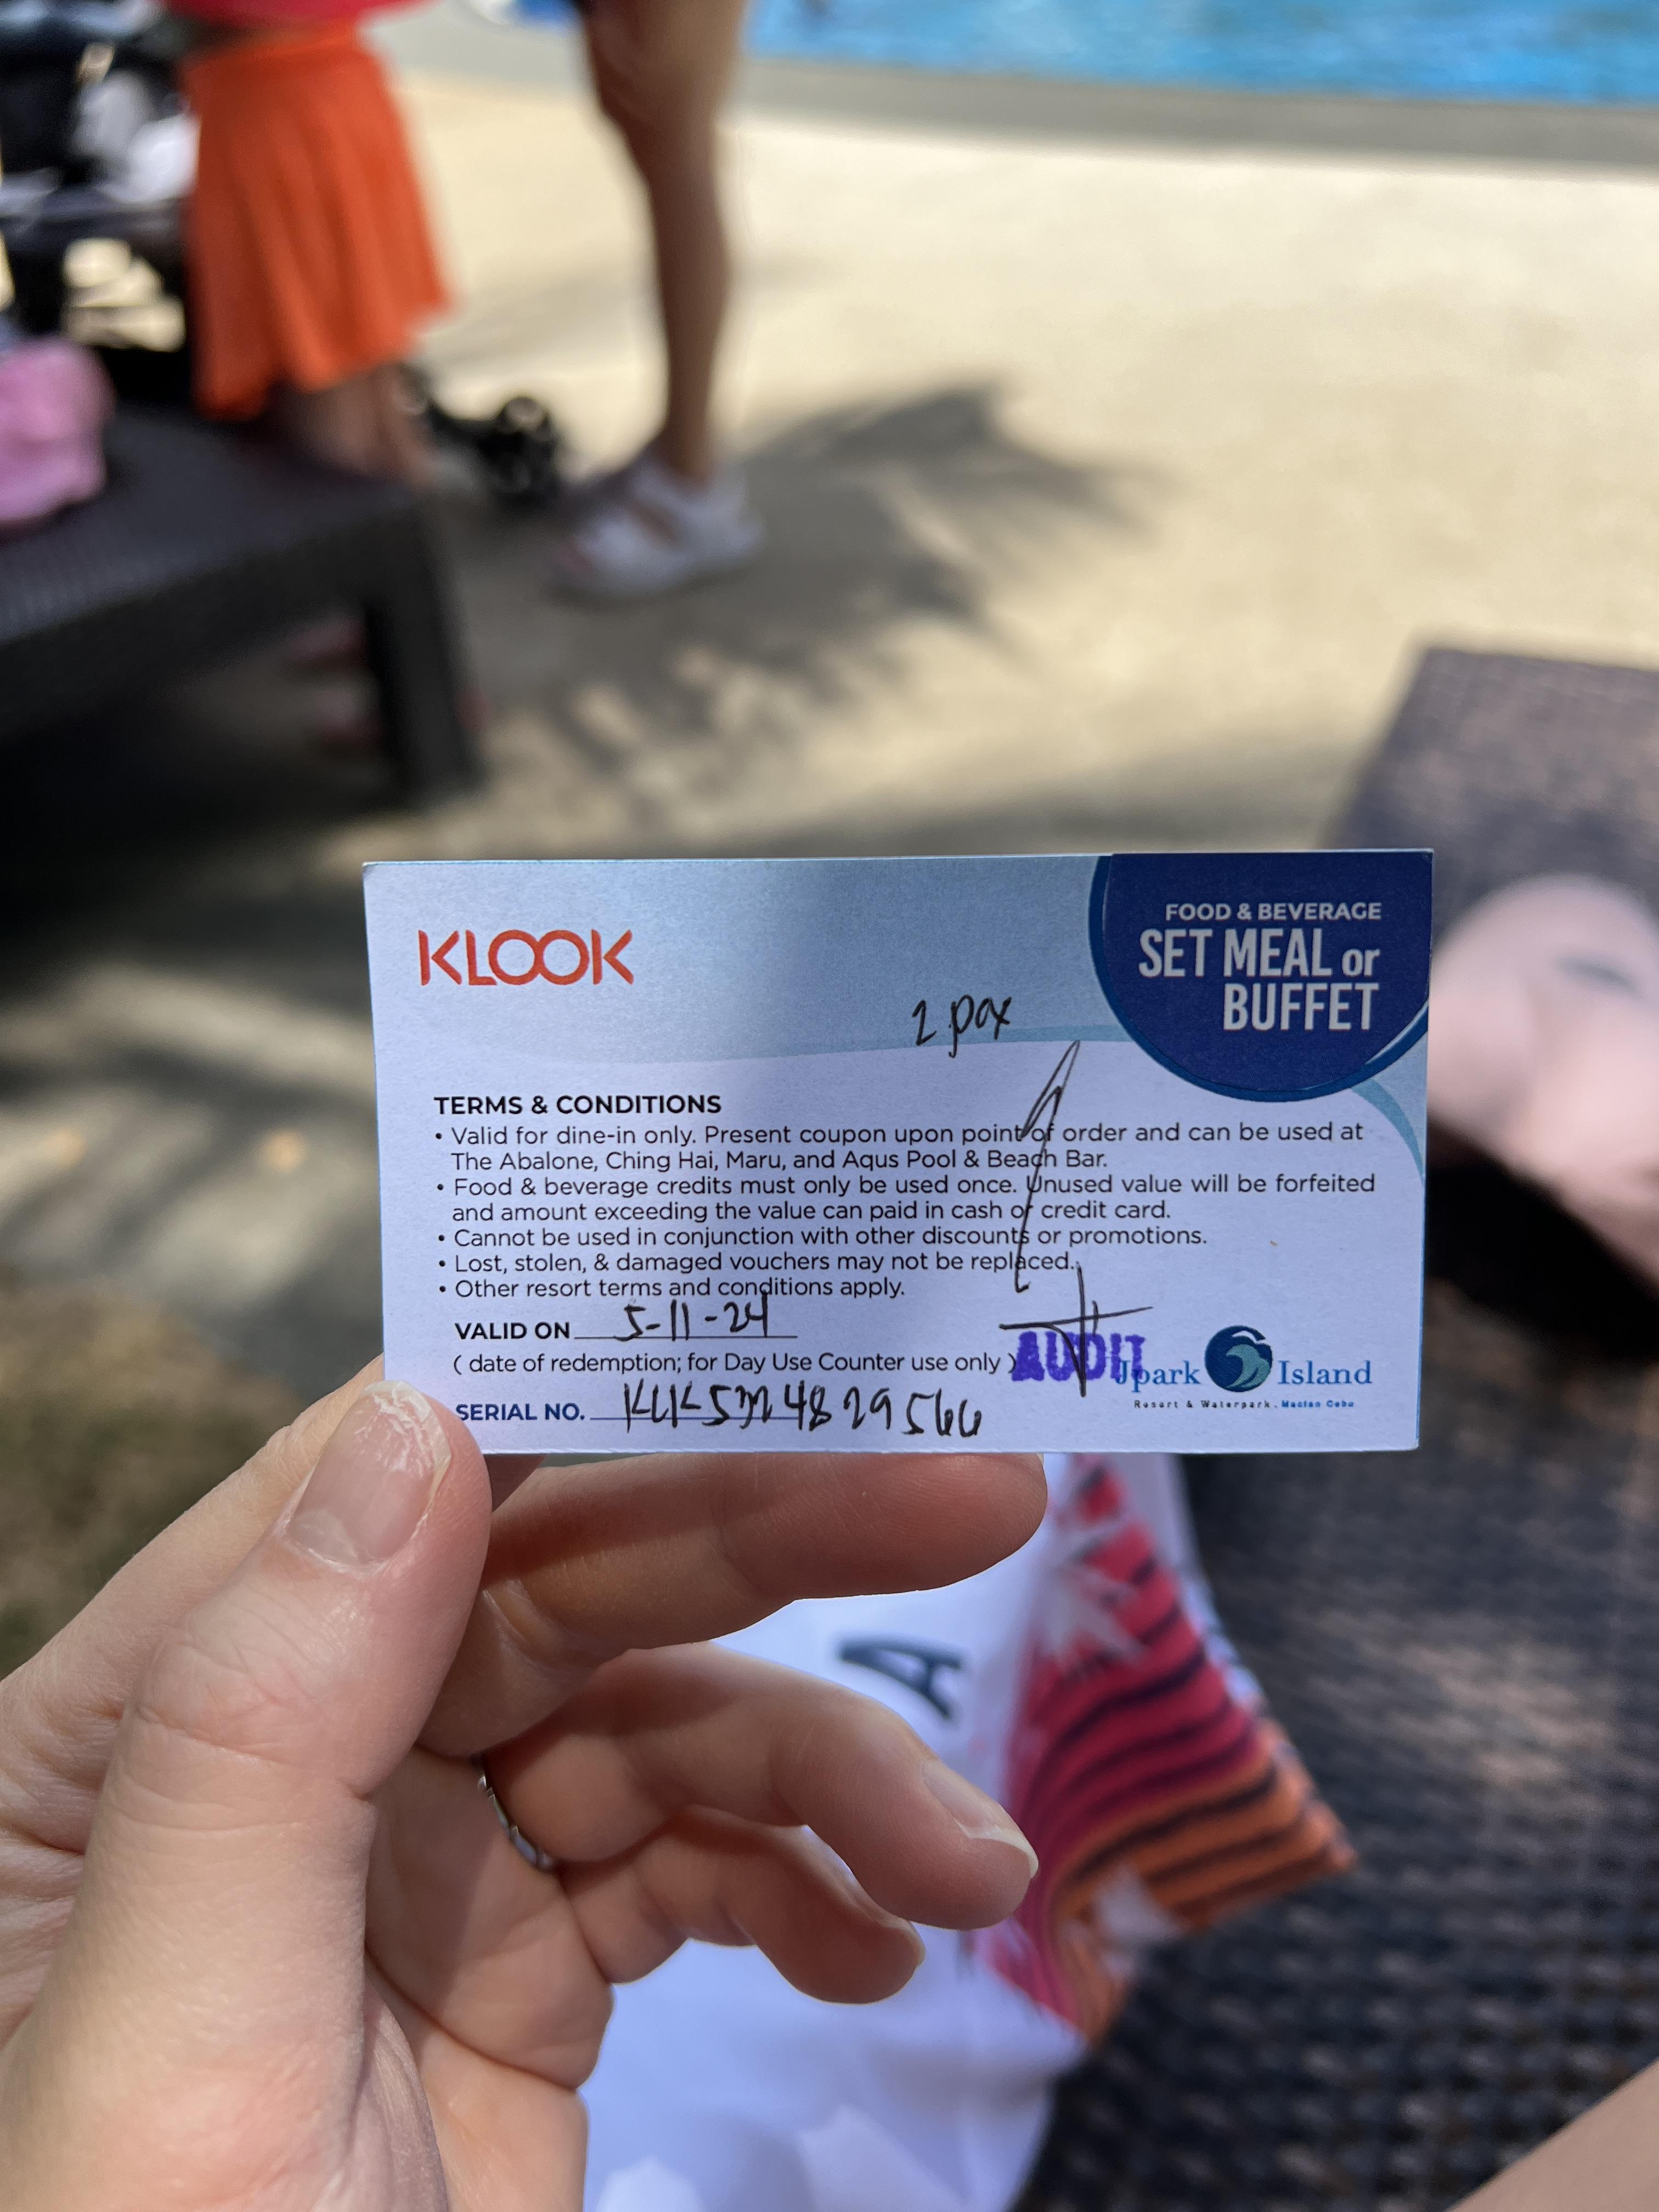 KLOOK
FOOD & BEVERAGE
SET MEAL or
BUFFET
2 pax
TERMS & CONDITIONS
• Valid for dine-in only. Present coupon upon point of order and can be used at
The Abalone, Ching Hai, Maru, and Aqus Pool & Beach Bar.
• Food & beverage credits must only be used once. Unused value will be forfeited
and amount exceeding the value can paid in cash or credit card.
• Cannot be used in conjunction with other discounts or promotions.
• Lost, stolen, & damaged vouchers may not be replaced.
• Other resort terms and conditions apply.
VALID ON 5-11-24
( date of redemption; for Day Use Counter use only )
AUDIT
SERIAL NO.
Jpark Island
Resort & Waterpark, Mactan Cebu
A